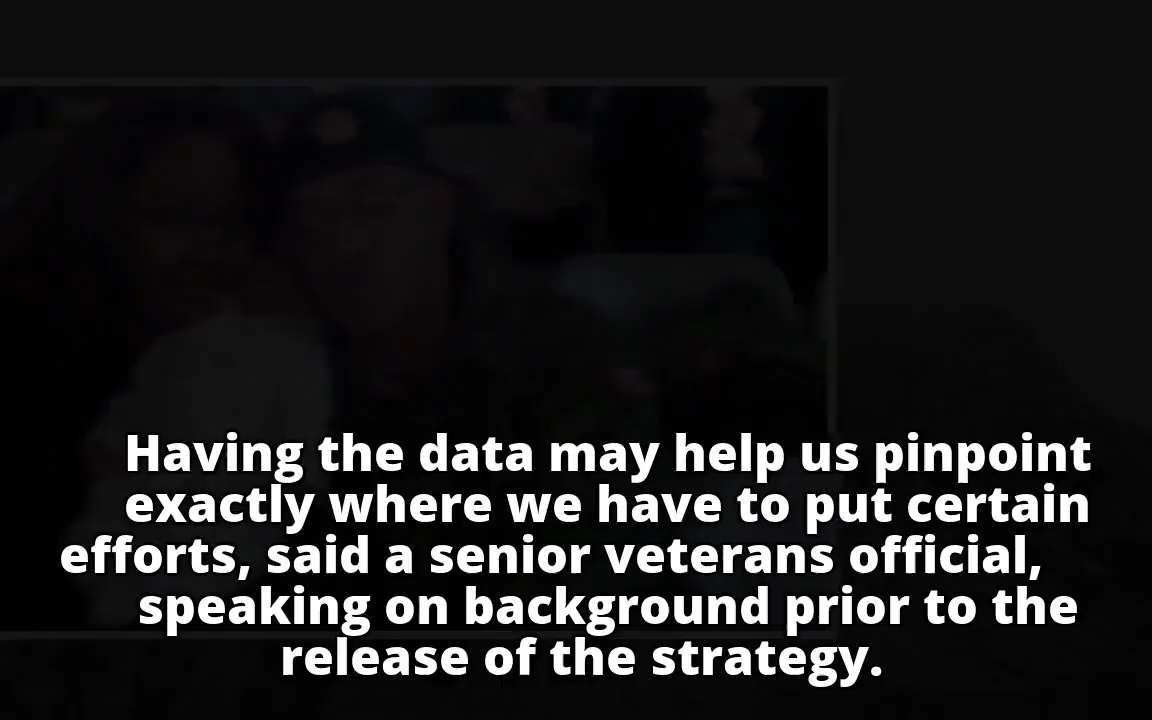 Having the data may help us pinpoint
exactly where we have to put certain
efforts, said a senior veterans official,
speaking on background prior to the
release of the strategy.